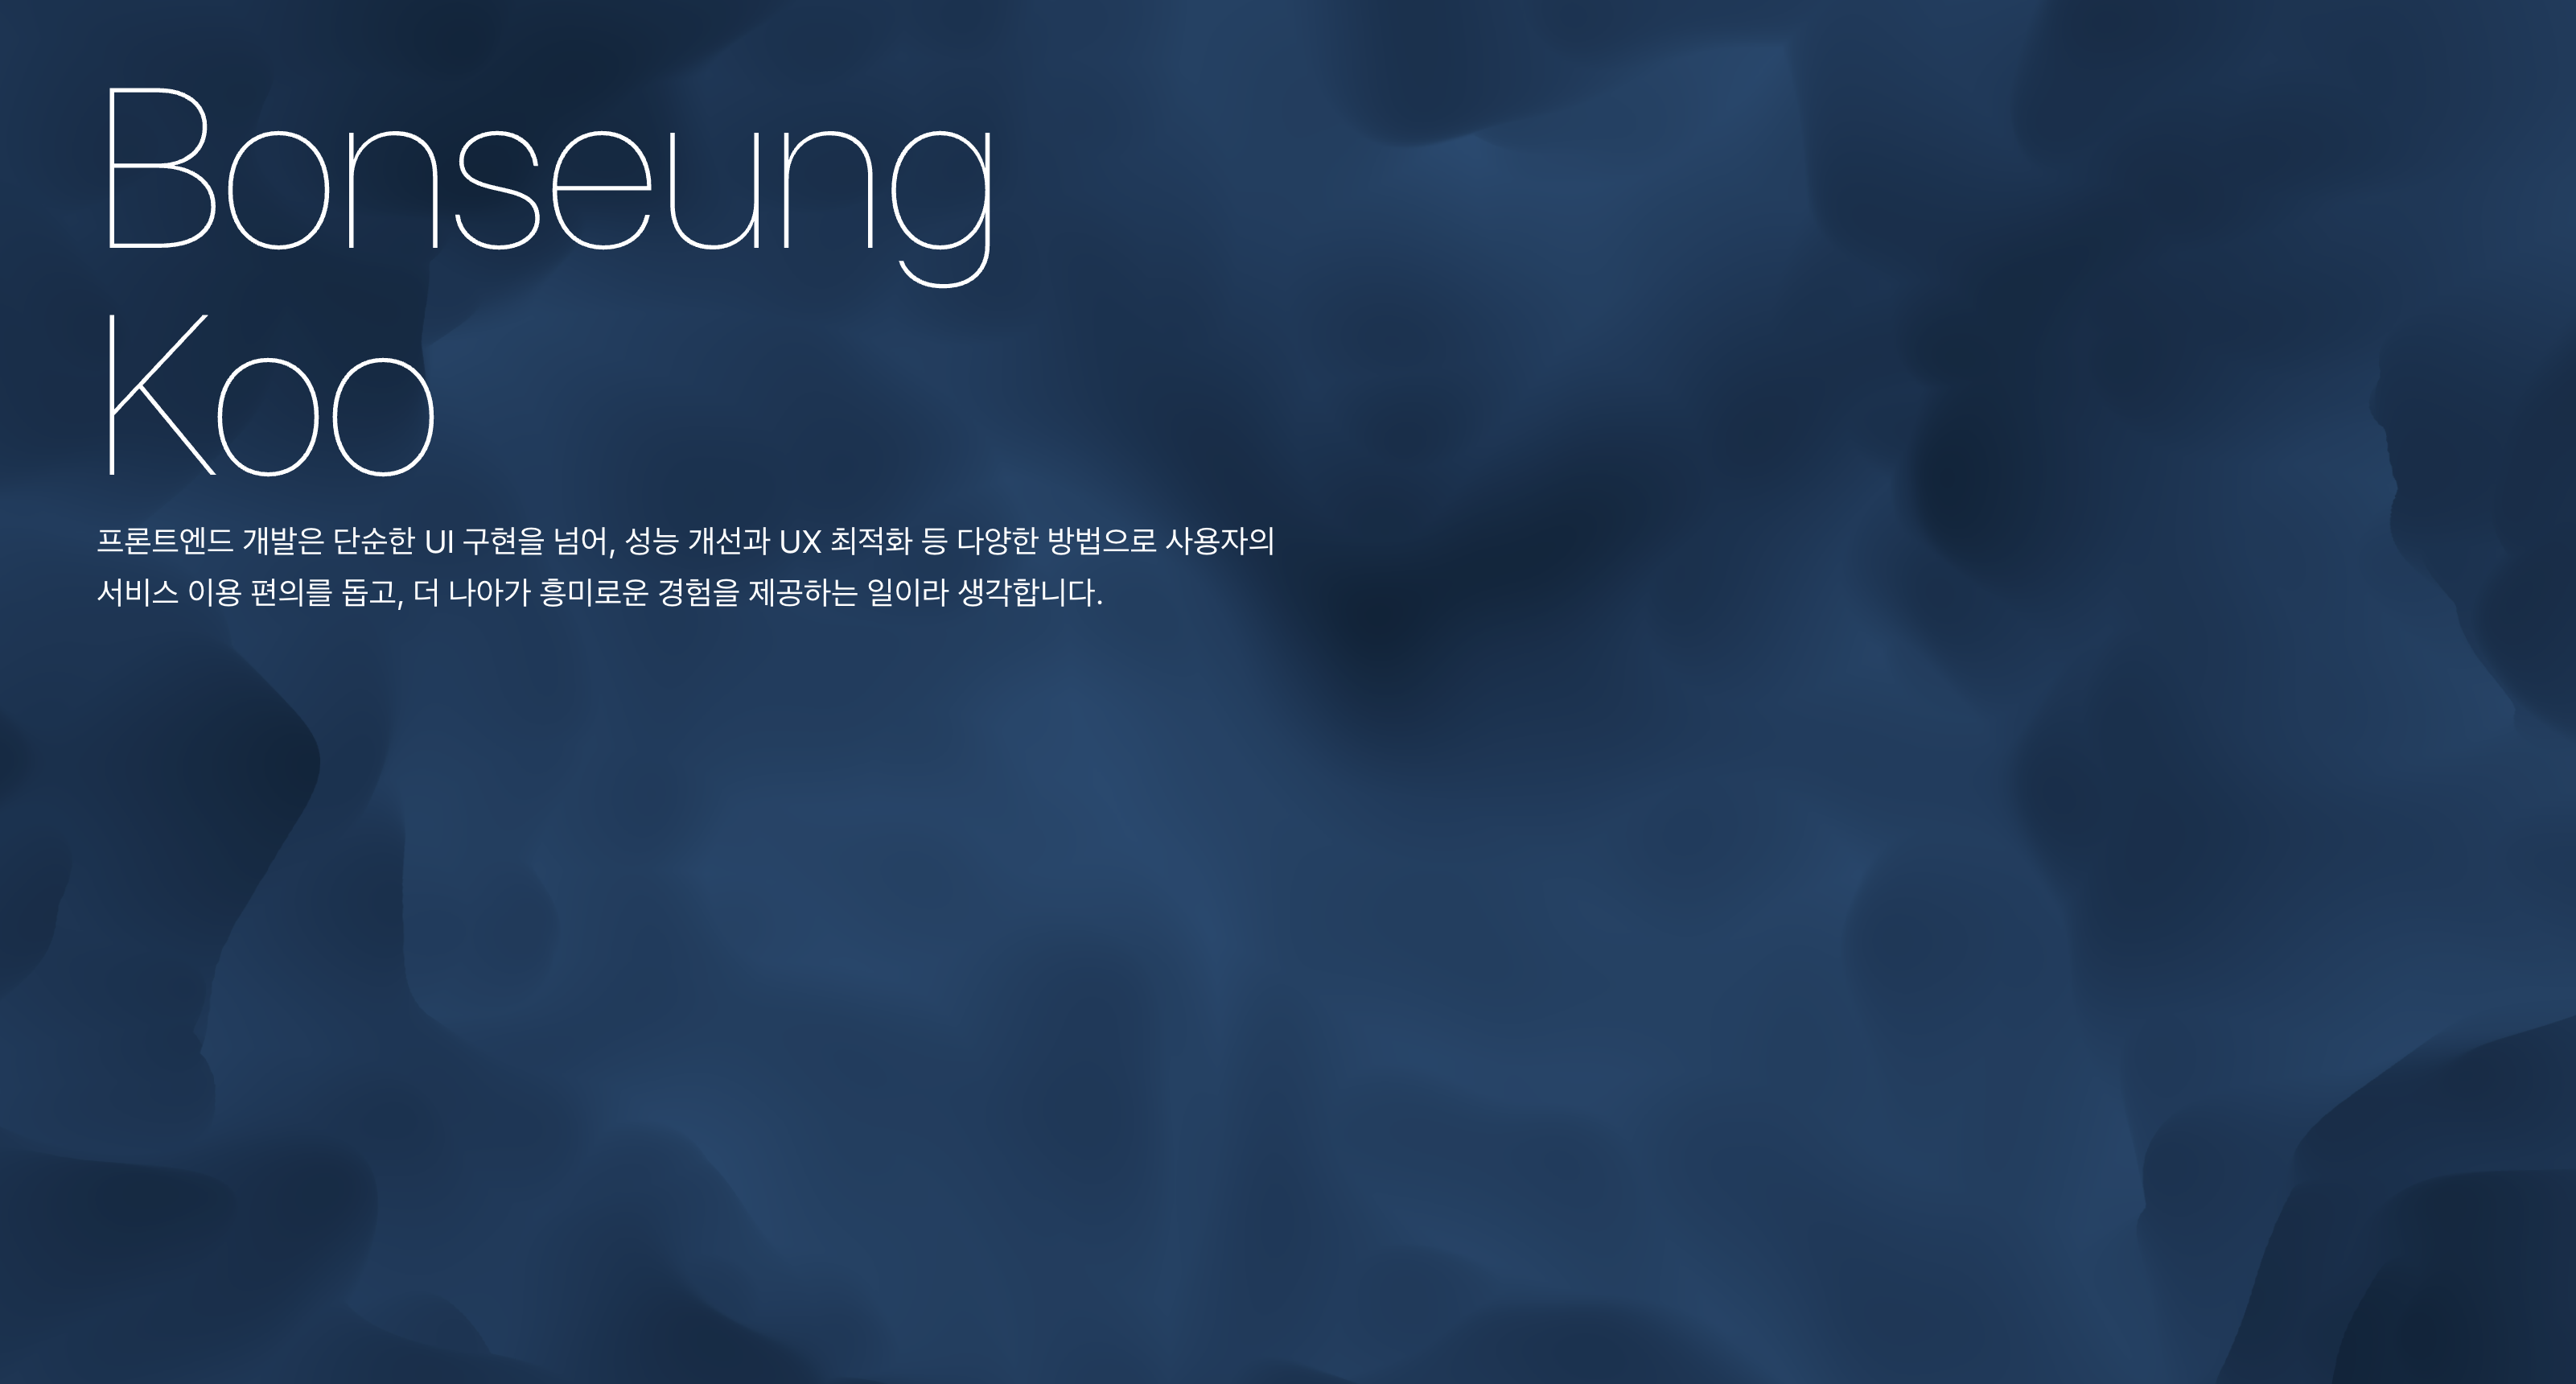 Bonseung
Koo
프론트엔드 개발은 단순한 UI 구현을 넘어, 성능 개선과 UX 최적화 등 다양한 방법으로 사용자의
서비스 이용 편의를 돕고, 더 나아가 흥미로운 경험을 제공하는 일이라 생각합니다.